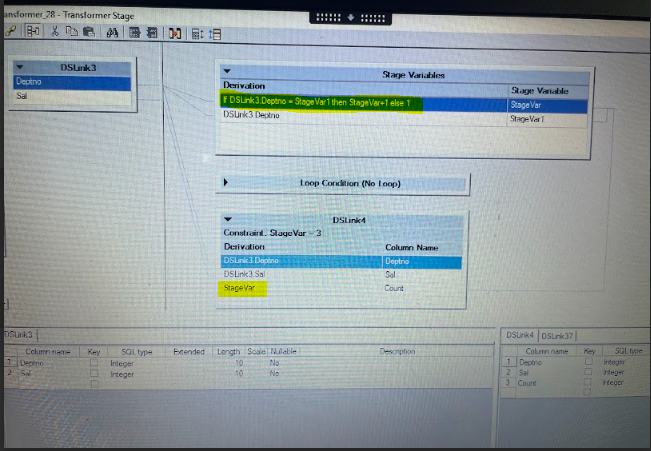 ansformer_28 - Transformer Stage
DSLink3
Deptno
Sal
Stage Variables
Derivation Stage Variable
If DSLink3.Deptno = StageVar1 then StageVar+1 else 1 StageVar
DSLink3.Deptno StageVar1
Loop Condition (No Loop)
DSLink4
Constraint. StageVar = 3
Derivation Column Name
DSLink3.Deptno Deptno
DSLink3.Sal Sal
StageVar Count
DSLink3
Column name Key SQL type Extended Length Scale Nullable Description
1 Deptno Integer 10 No
2 Sal Integer 10 No
DSLink4 DSLink37
Column name Key SQL type
1 Deptno Integer
2 Sal Integer
3 Count Integer